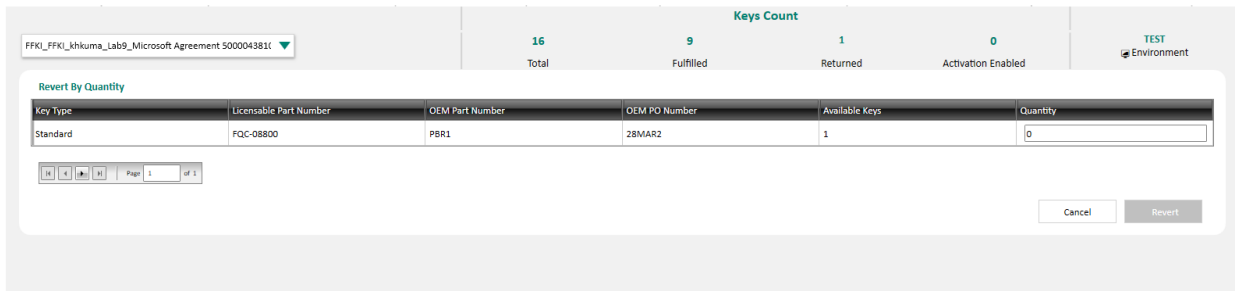 Keys Count
FFKI_FFKI_khkuma_Lab9_Microsoft Agreement 500004381(
16
9
1
0
TEST
Total
Fulfilled
Returned
Activation Enabled
Environment
Revert By Quantity
Key Type Licensable Part Number OEM Part Number OEM PO Number Available Keys Quantity
Standard FQC-08800 PBR1 28MAR2 1 0
Page 1 of 1
Cancel Revert